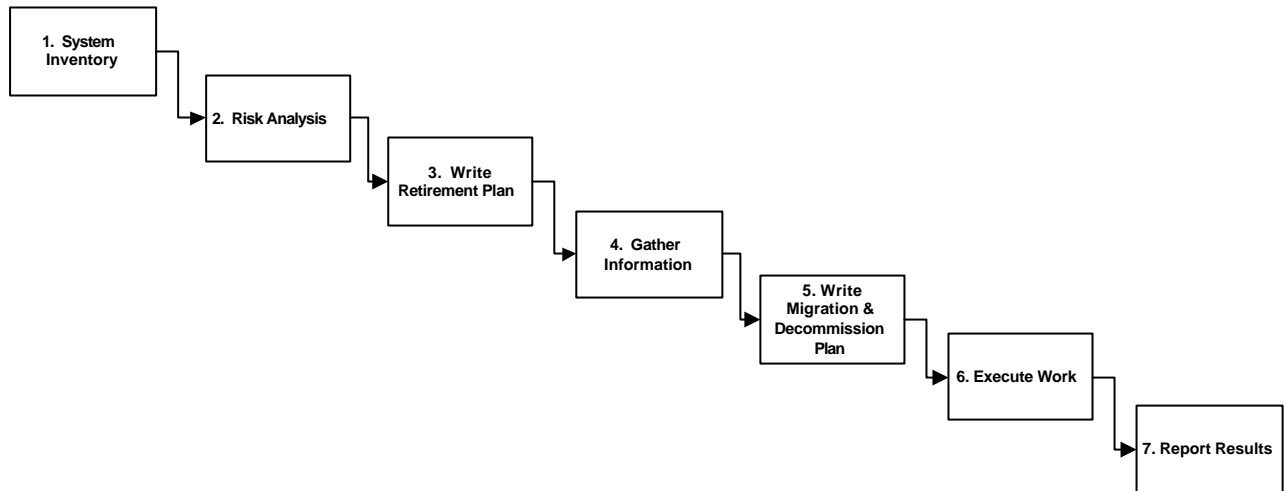 1. System
Inventory
2. Risk Analysis
3. Write
Retirement Plan
4. Gather
Information
5. Write
Migration &
Decommission
Plan
6. Execute Work
7. Report Results